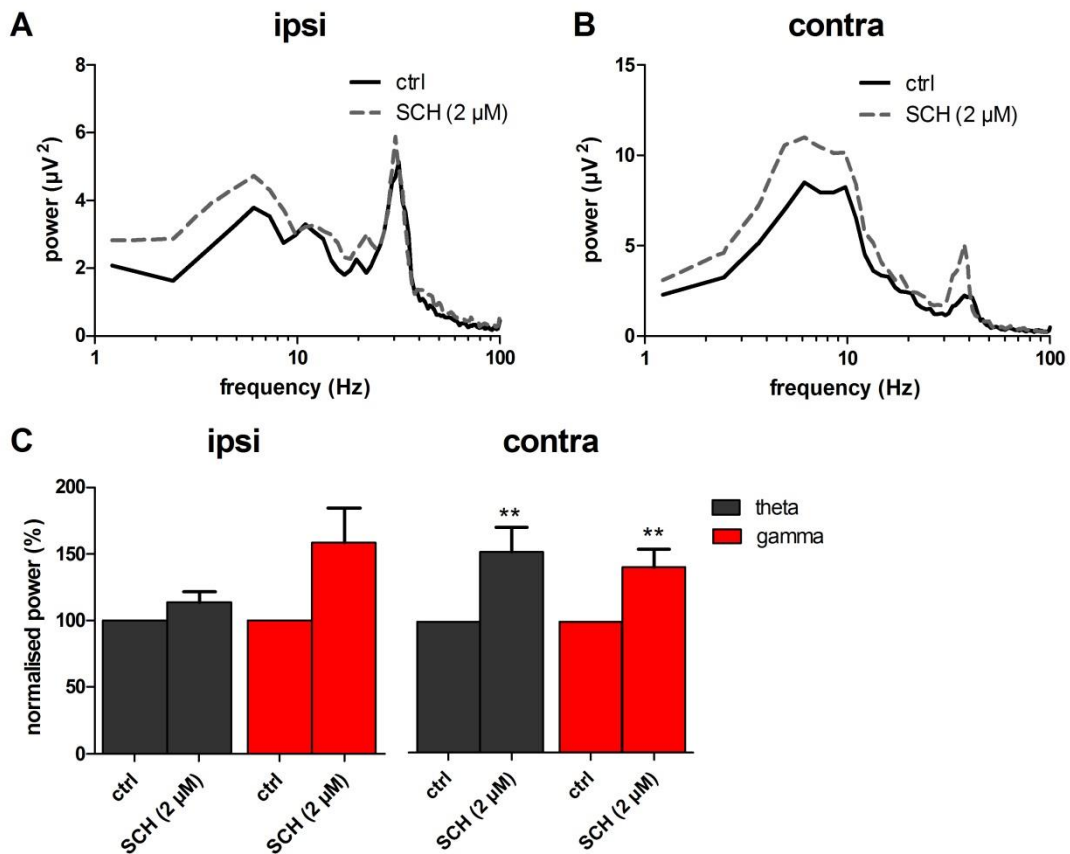 A
ipsi
8
6
4
2
0
power (µV²)
ctrl
SCH (2 µM)
1
10
100
frequency (Hz)
B
contra
15
10
5
0
power (µV²)
ctrl
SCH (2 µM)
1
10
100
frequency (Hz)
C
ipsi
contra
200
150
100
50
0
normalised power (%)
**
**
theta
gamma
ctrl
SCH (2 µM)
ctrl
SCH (2 µM)
ctrl
SCH (2 µM)
ctrl
SCH (2 µM)